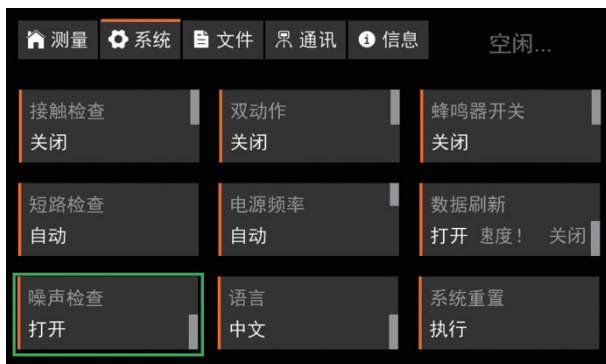 测量 系统 文件 通讯 信息 空闲...
接触检查 双动作 蜂鸣器开关
关闭 关闭 关闭
短路检查 电源频率 数据刷新
自动 自动 打开 速度! 关闭
噪声检查 语言 系统重置
打开 中文 执行